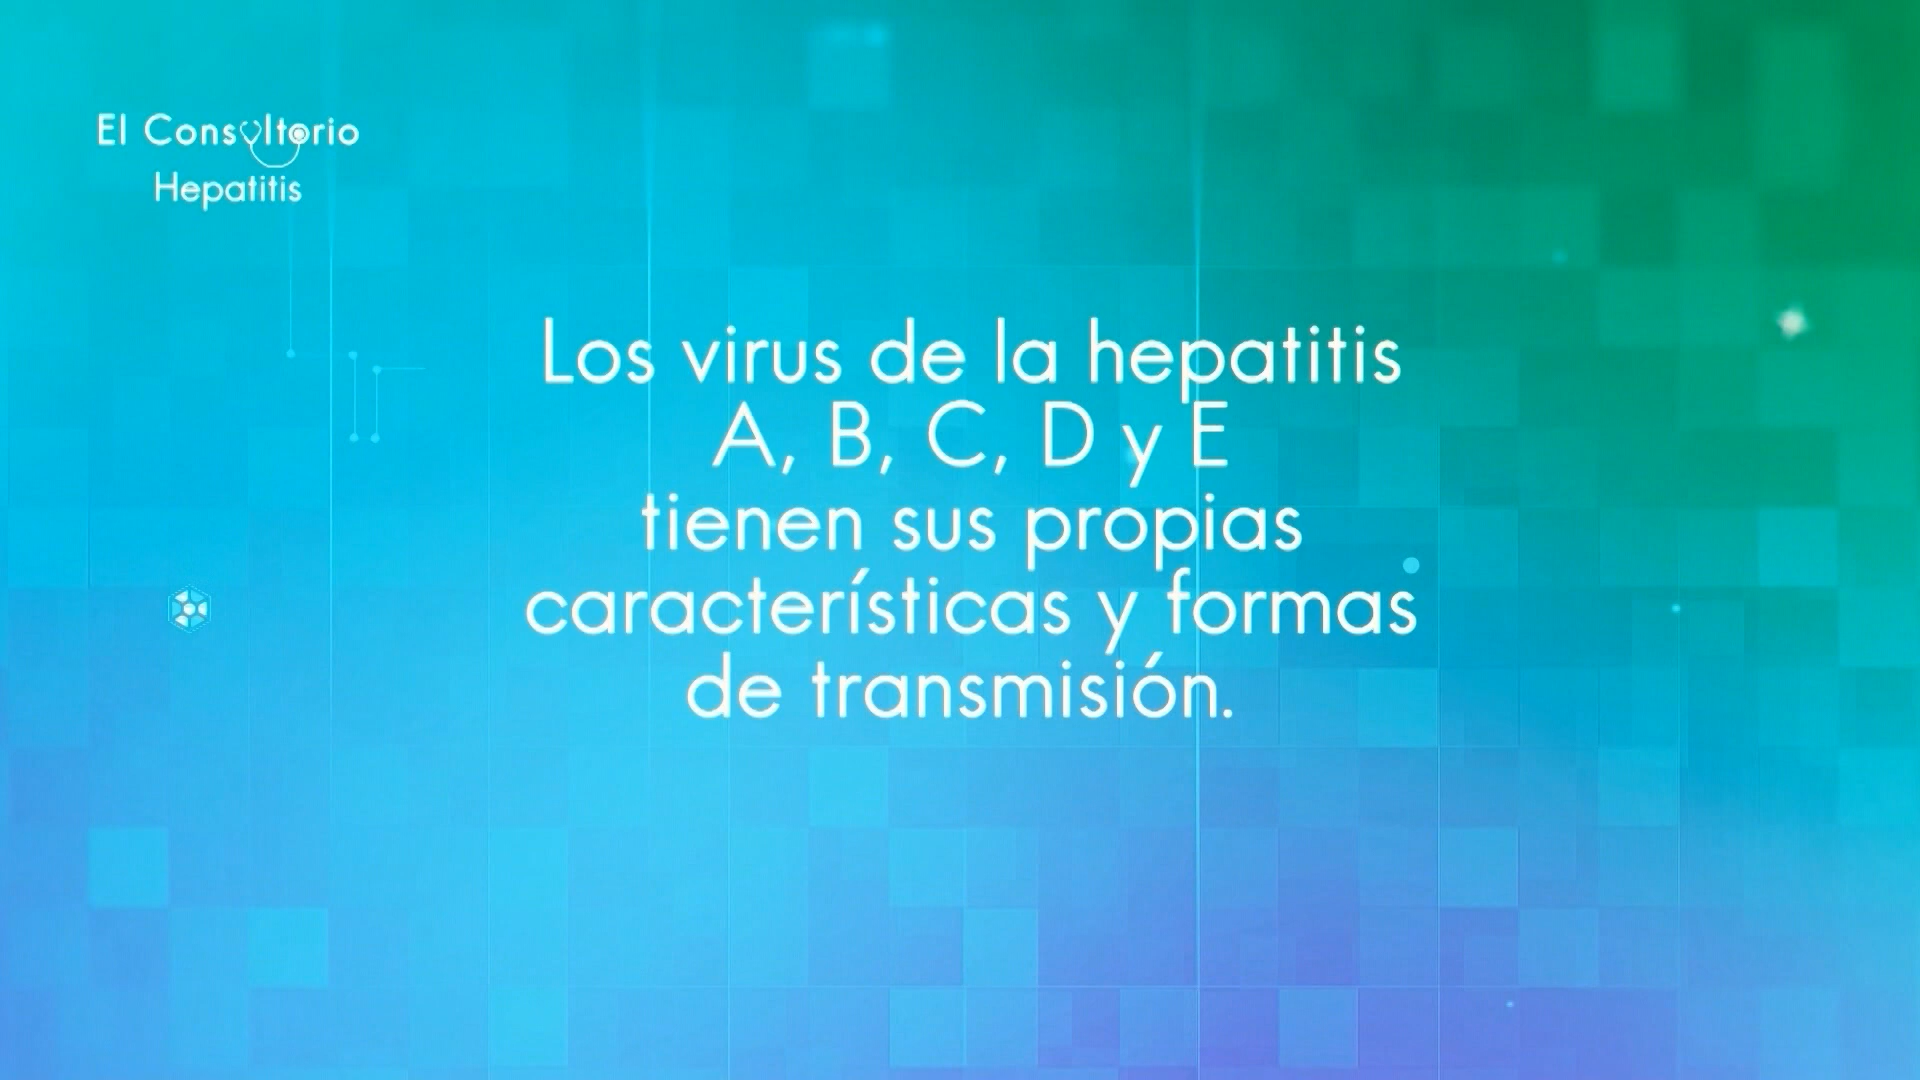 El Consultorio
Hepatitis
Los virus de la hepatitis
A, B, C, D y E
tienen sus propias
características y formas
de transmisión.